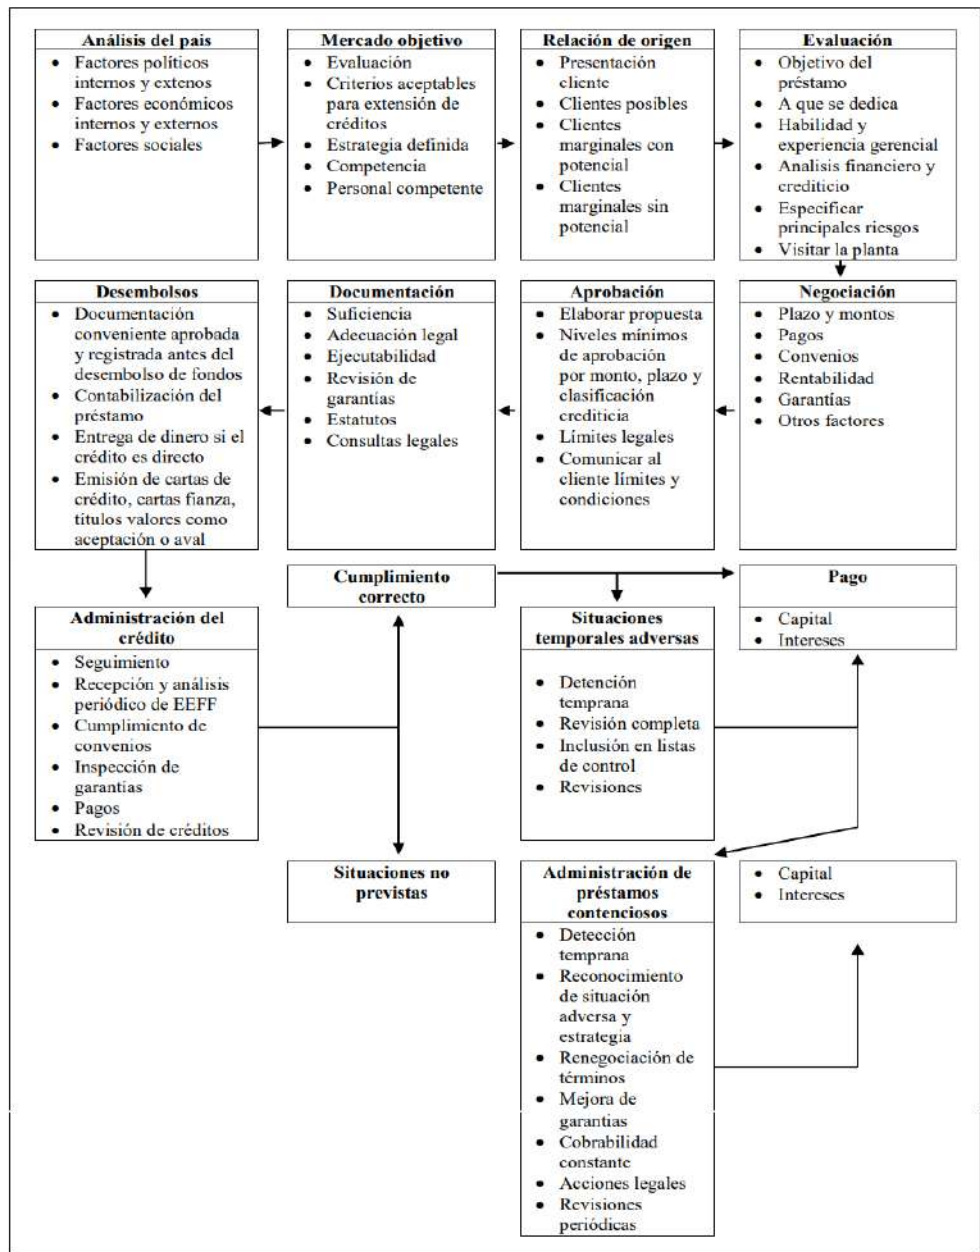 Análisis del pais
• Factores políticos
internos y extenos
• Factores económicos
internos y externos
• Factores sociales
Mercado objetivo
• Evaluación
• Criterios aceptables
para extensión de
créditos
• Estrategia definida
• Competencia
• Personal competente
Relación de origen
• Presentación
cliente
• Clientes posibles
• Clientes
marginales con
potencial
• Clientes
marginales sin
potencial
Evaluación
• Objetivo del
préstamo
• A que se dedica
• Habilidad y
experiencia gerencial
• Analisis financiero y
crediticio
• Especificar
principales riesgos
• Visitar la planta
Desembolsos
• Documentación
conveniente aprobada
y registrada antes del
desembolso de fondos
• Contabilización del
préstamo
• Entrega de dinero si el
crédito es directo
• Emisión de cartas de
crédito, cartas fianza,
títulos valores como
aceptación o aval
Documentación
• Suficiencia
• Adecuación legal
• Ejecutabilidad
• Revisión de
garantías
• Estatutos
• Consultas legales
Aprobación
• Elaborar propuesta
• Niveles mínimos
de aprobación
por monto, plazo y
clasificación
crediticia
• Límites legales
• Comunicar al
cliente límites y
condiciones
Negociación
• Plazo y montos
• Pagos
• Convenios
• Rentabilidad
• Garantías
• Otros factores
Administración del
crédito
• Seguimiento
• Recepción y análisis
periódico de EEFF
• Cumplimiento de
convenios
• Inspección de
garantías
• Pagos
• Revisión de créditos
Cumplimiento
correcto
Situaciones
temporales adversas
• Detención
temprana
• Revisión completa
• Inclusión en listas
de control
• Revisiones
Pago
• Capital
• Intereses
Situaciones no
previstas
Administración de
préstamos
contenciosos
• Detección
temprana
• Reconocimiento
de situación
adversa y
estrategia
• Renegociación de
términos
• Mejora de
garantias
• Cobrabilidad
constante
• Acciones legales
• Revisiones
periódicas
• Capital
• Intereses